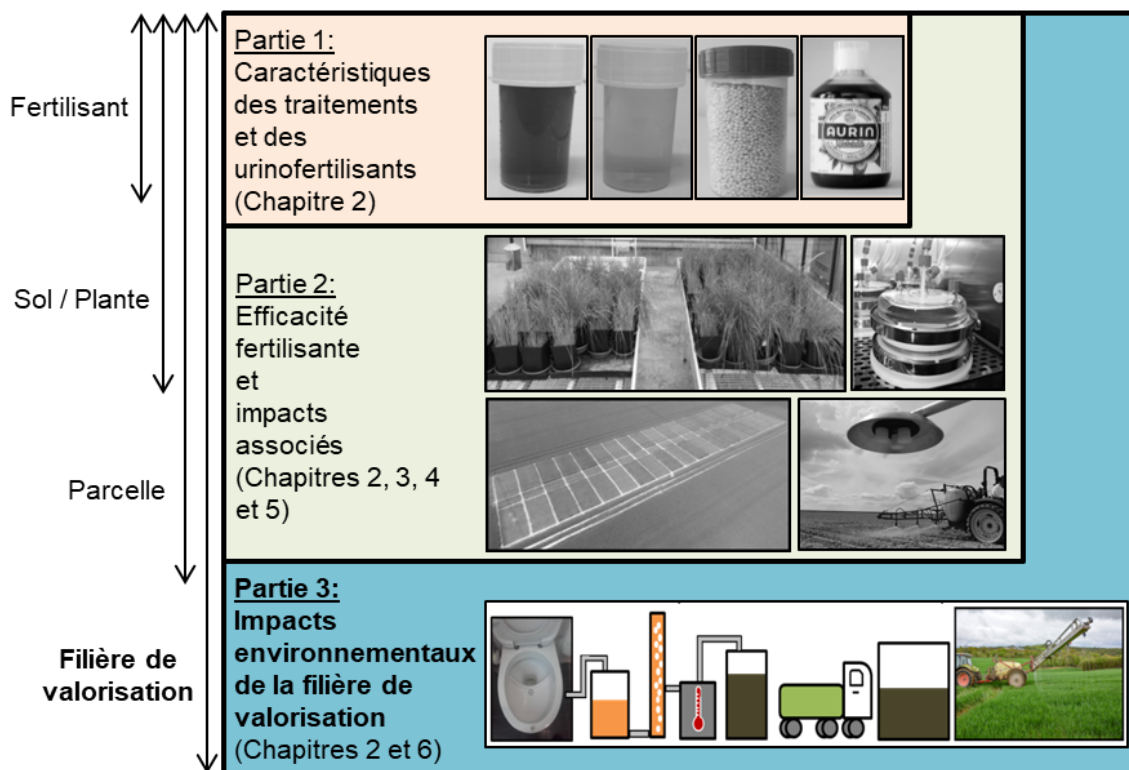 Fertilisant
Sol / Plante
Parcelle
Filière de
valorisation
Partie 1:
Caractéristiques
des traitements
et des
urinofertilisants
(Chapitre 2)
AURIN
Partie 2:
Efficacité
fertilisante
et
impacts
associés
(Chapitres 2, 3, 4
et 5)
Partie 3:
Impacts
environnementaux
de la filière de
valorisation
(Chapitres 2 et 6)